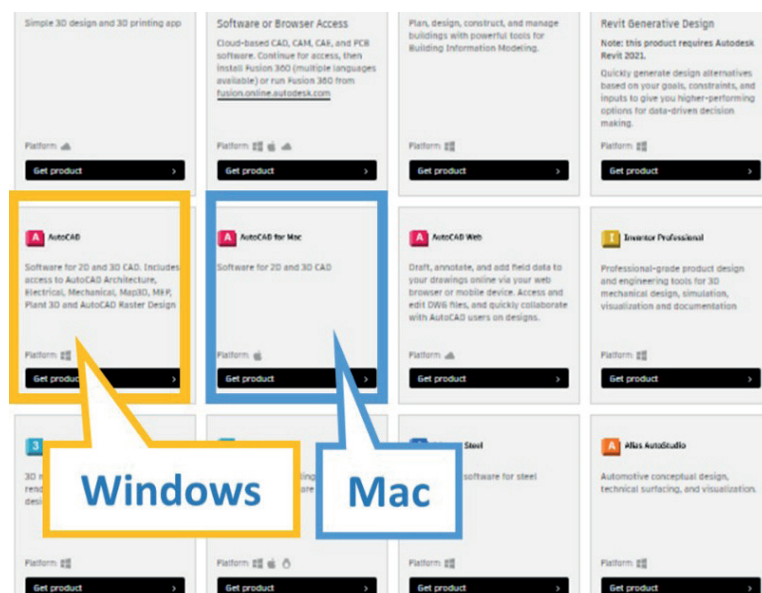 Simple 3D design and 3D printing app
Platform
Get product
Software or Browser Access
Cloud-based CAD, CAM, CAE, and PCB
software. Continue for access, then
install Fusion 360 (multiple languages
available) or run Fusion 360 from
fusion.online.autodesk.com
Platform
Get product
Plan, design, construct, and manage
buildings with powerful tools for
Building Information Modeling.
Platform
Get product
Revit Generative Design
Note: this product requires Autodesk
Revit 2021.
Quickly generate design alternatives
based on your goals, constraints, and
inputs to give you higher-performing
options for data-driven decision
making.
Platform
Get product
A AutoCAD
Software for 2D and 3D CAD. Includes
access to AutoCAD Architecture,
Electrical, Mechanical, Map3D, MEP,
Plant 3D and AutoCAD Raster Design
Platform
Get product
A AutoCAD for Mac
Software for 2D and 3D CAD
Platform
Get product
A AutoCAD Web
Draft, annotate, and add field data to
your drawings online via your web
browser or mobile device. Access and
edit DWG files, and quickly collaborate
with AutoCAD users on designs.
Platform
Get product
I Inventor Professional
Professional-grade product design
and engineering tools for 3D
mechanical design, simulation,
visualization and documentation
Platform
Get product
3
3D
Windows
Platform
Get product
Mac
Platform
Get product
Steel
software for steel
Platform
Get product
A Alias AutoStudio
Automotive conceptual design,
technical surfacing, and visualization.
Platform
Get product